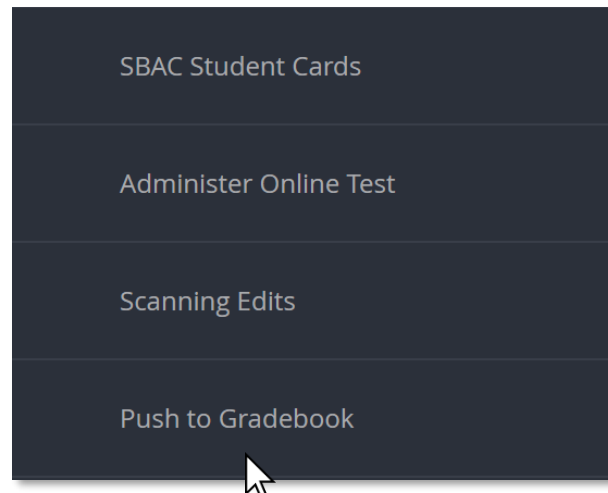 SBAC Student Cards
Administer Online Test
Scanning Edits
Push to Gradebook